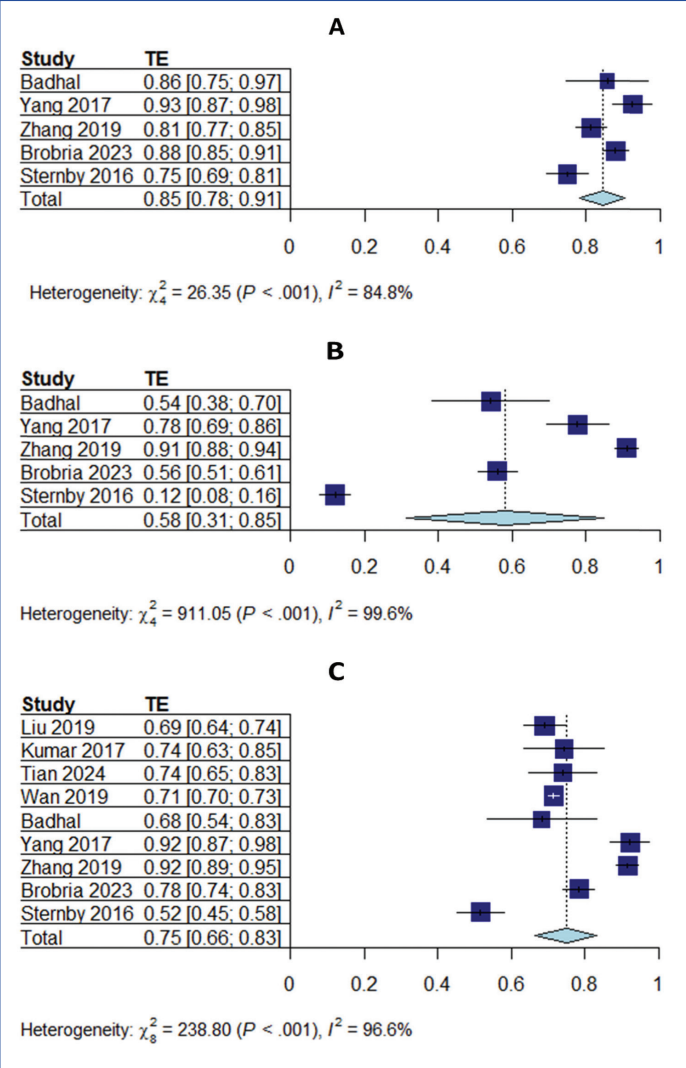 A
Study TE
Badhal 0.86 [0.75; 0.97]
Yang 2017 0.93 [0.87; 0.98]
Zhang 2019 0.81 [0.77; 0.85]
Brobria 2023 0.88 [0.85; 0.91]
Sternby 2016 0.75 [0.69; 0.81]
Total 0.85 [0.78; 0.91]
0 0.2 0.4 0.6 0.8 1
Heterogeneity: χ²₄ = 26.35 (P < .001), I² = 84.8%
B
Study TE
Badhal 0.54 [0.38; 0.70]
Yang 2017 0.78 [0.69; 0.86]
Zhang 2019 0.91 [0.88; 0.94]
Brobria 2023 0.56 [0.51; 0.61]
Sternby 2016 0.12 [0.08; 0.16]
Total 0.58 [0.31; 0.85]
0 0.2 0.4 0.6 0.8 1
Heterogeneity: χ²₄ = 911.05 (P < .001), I² = 99.6%
C
Study TE
Liu 2019 0.69 [0.64; 0.74]
Kumar 2017 0.74 [0.63; 0.85]
Tian 2024 0.74 [0.65; 0.83]
Wan 2019 0.71 [0.70; 0.73]
Badhal 0.68 [0.54; 0.83]
Yang 2017 0.92 [0.87; 0.98]
Zhang 2019 0.92 [0.89; 0.95]
Brobria 2023 0.78 [0.74; 0.83]
Sternby 2016 0.52 [0.45; 0.58]
Total 0.75 [0.66; 0.83]
0 0.2 0.4 0.6 0.8 1
Heterogeneity: χ²₈ = 238.80 (P < .001), I² = 96.6%